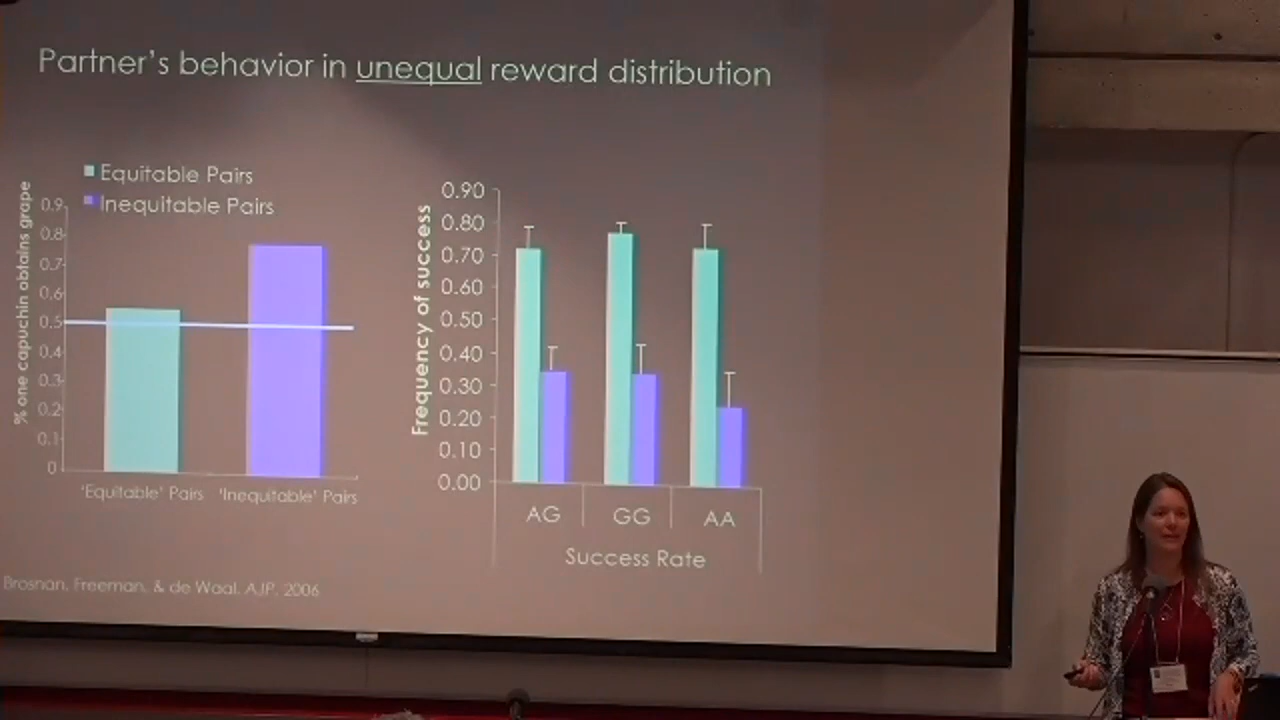 Partner's behavior in unequal reward distribution
Equitable Pairs
Inequitable Pairs
% one capuchin obtains grape
0.9
0.8
0.7
0.6
0.5
0.4
0.3
0.2
0.1
0
'Equitable' Pairs 'Inequitable' Pairs
Frequency of success
0.90
0.80
0.70
0.60
0.50
0.40
0.30
0.20
0.10
0.00
AG GG AA
Success Rate
Brosnan, Freeman, & de Waal, AJP, 2006